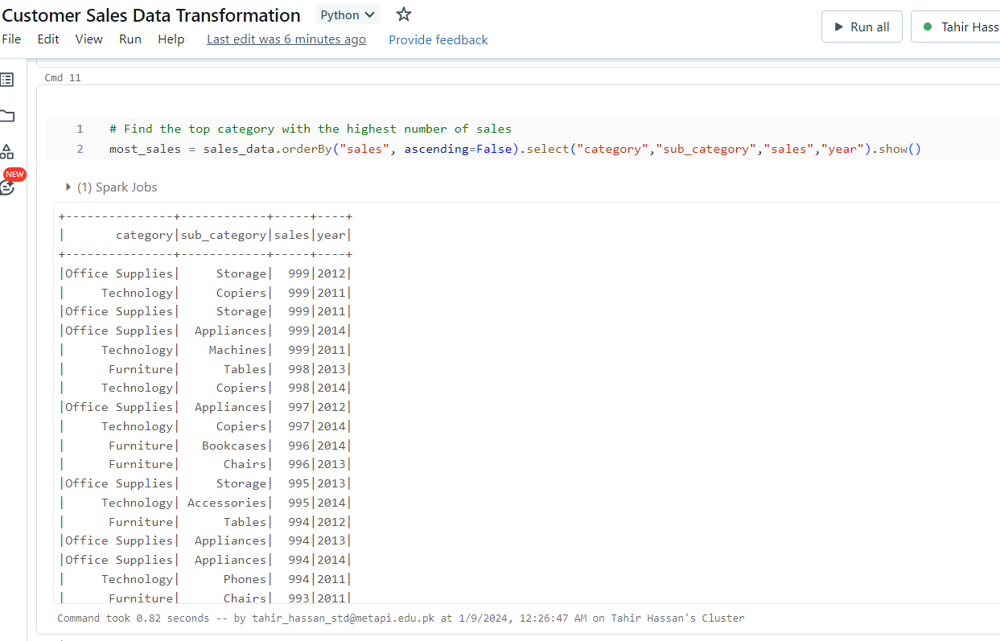 Customer Sales Data Transformation Python
File Edit View Run Help Last edit was 6 minutes ago Provide feedback
Run all
Tahir Hass
Cmd 11
NEW
1 # Find the top category with the highest number of sales
2 most_sales = sales_data.orderBy("sales", ascending=False).select("category","sub_category","sales","year").show()
(1) Spark Jobs
+---------------+------------+-----+----+
|       category|sub_category|sales|year|
+---------------+------------+-----+----+
|Office Supplies|     Storage|  999|2012|
|     Technology|     Copiers|  999|2011|
|Office Supplies|     Storage|  999|2011|
|Office Supplies|  Appliances|  999|2014|
|     Technology|    Machines|  999|2011|
|      Furniture|      Tables|  998|2013|
|     Technology|     Copiers|  998|2014|
|Office Supplies|  Appliances|  997|2012|
|     Technology|     Copiers|  997|2014|
|      Furniture|   Bookcases|  996|2014|
|      Furniture|      Chairs|  996|2013|
|Office Supplies|     Storage|  995|2013|
|     Technology| Accessories|  995|2014|
|      Furniture|      Tables|  994|2012|
|Office Supplies|  Appliances|  994|2013|
|Office Supplies|  Appliances|  994|2014|
|     Technology|      Phones|  994|2011|
|      Furniture|      Chairs|  993|2011|
Command took 0.82 seconds -- by tahir_hassan_std@metapi.edu.pk at 1/9/2024, 12:26:47 AM on Tahir Hassan's Cluster